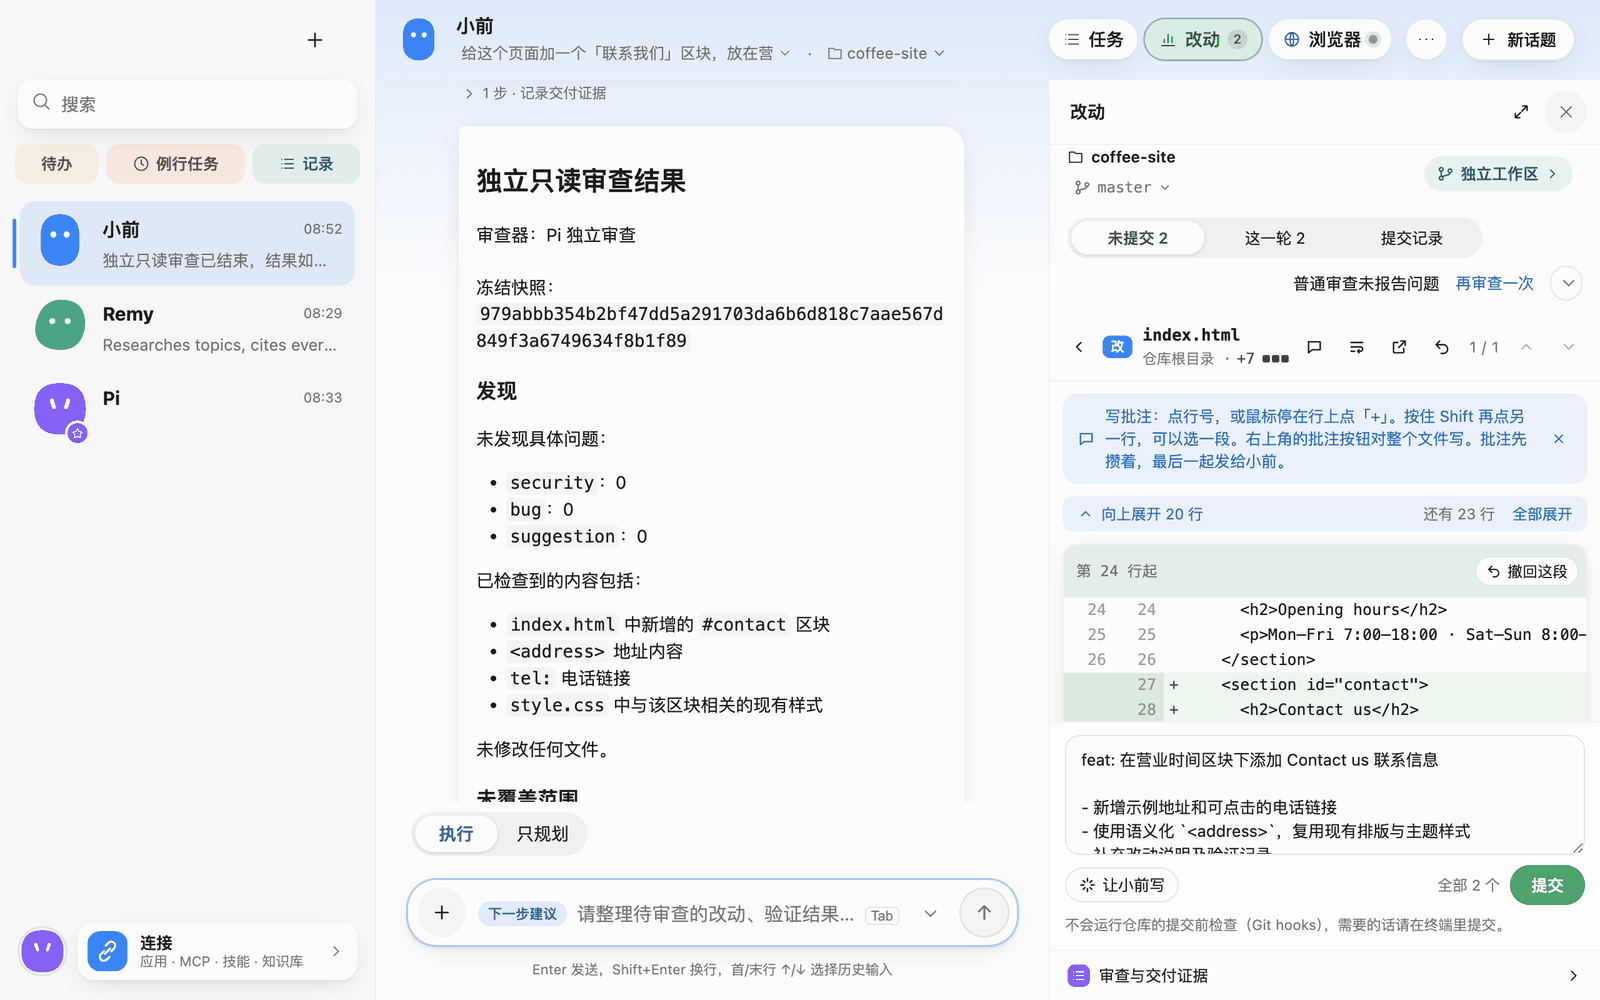 搜索
待办
例行任务
记录
小前
08:52
独立只读审查已结束，结果如...
Remy
08:29
Researches topics, cites ever...
Pi
08:33
连接
应用 · MCP · 技能 · 知识库
小前
给这个页面加一个「联系我们」区块，放在营
·
coffee-site
1 步 · 记录交付证据
独立只读审查结果
审查器：Pi 独立审查
冻结快照：
979abbb354b2bf47dd5a291703da6b6d818c7aae567d
849f3a6749634f8b1f89
发现
未发现具体问题：
• security：0
• bug：0
• suggestion：0
已检查到的内容包括：
• index.html 中新增的 #contact 区块
• <address> 地址内容
• tel: 电话链接
• style.css 中与该区块相关的现有样式
未修改任何文件。
未覆盖范围
执行
只规划
下一步建议
请整理待审查的改动、验证结果...
Tab
Enter 发送，Shift+Enter 换行，首/末行 ↑/↓ 选择历史输入
任务
改动 2
浏览器
···
+ 新话题
改动
coffee-site
master
独立工作区
未提交 2
这一轮 2
提交记录
普通审查未报告问题
再审查一次
改
index.html
仓库根目录 · +7
1 / 1
写批注：点行号，或鼠标停在行上点「+」。按住 Shift 再点另
一行，可以选一段。右上角的批注按钮对整个文件写。批注先
攒着，最后一起发给小前。
向上展开 20 行
还有 23 行
全部展开
第 24 行起
撤回这段
24 24 <h2>Opening hours</h2>
25 25 <p>Mon–Fri 7:00–18:00 · Sat–Sun 8:00–
26 26 </section>
27 + <section id="contact">
28 + <h2>Contact us</h2>
feat: 在营业时间区块下添加 Contact us 联系信息
- 新增示例地址和可点击的电话链接
- 使用语义化 `<address>`，复用现有排版与主题样式
- 补充改动说明及验证记录
让小前写
全部 2 个
提交
不会运行仓库的提交前检查（Git hooks），需要的话请在终端里提交。
审查与交付证据